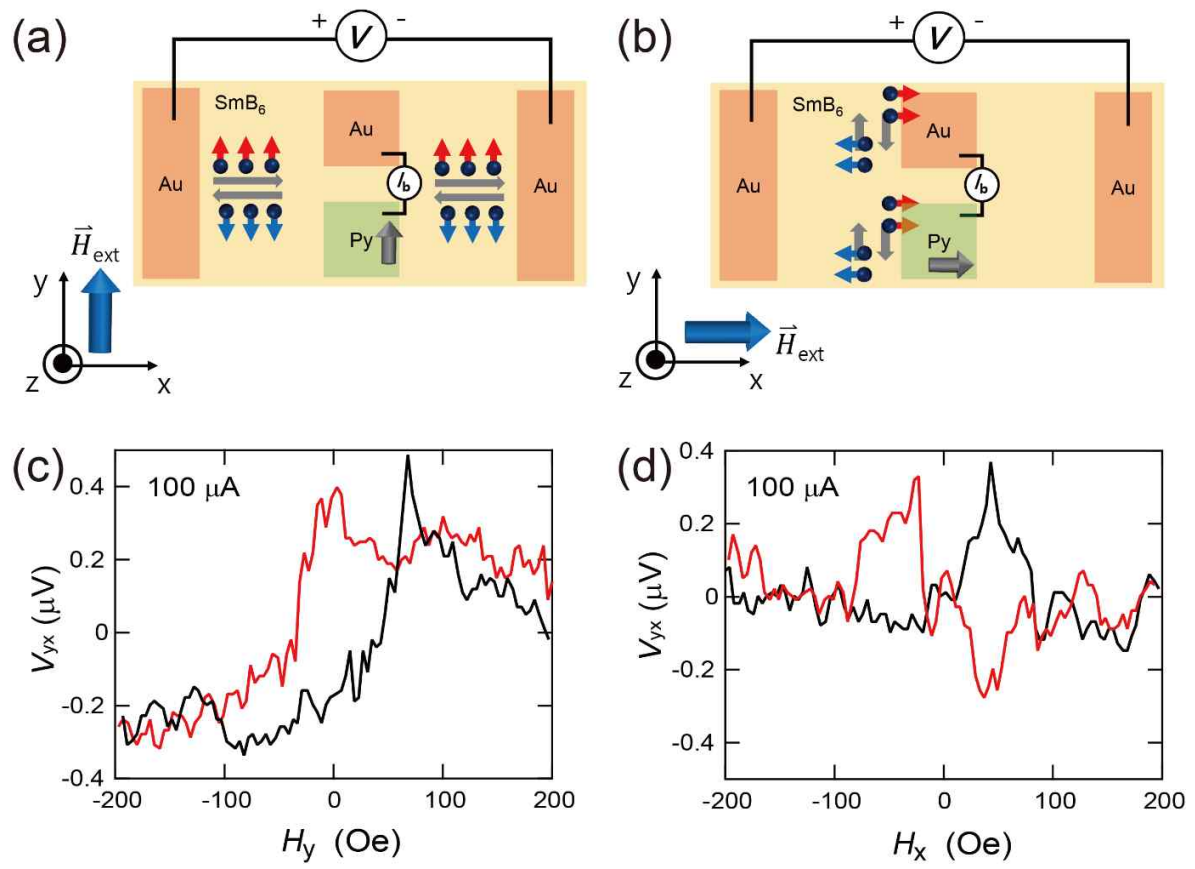 (a)
+ V -
SmB6
Au
Au
Au
Ib
Py
H⃗ext
y
z
x
(b)
+ V -
SmB6
Au
Au
Au
Ib
Py
y
H⃗ext
z
x
(c)
100 μA
Vyx (μV)
0.4
0.2
0
-0.2
-0.4
-200 -100 0 100 200
Hy (Oe)
(d)
100 μA
Vyx (μV)
0.4
0.2
0
-0.2
-0.4
-200 -100 0 100 200
Hx (Oe)